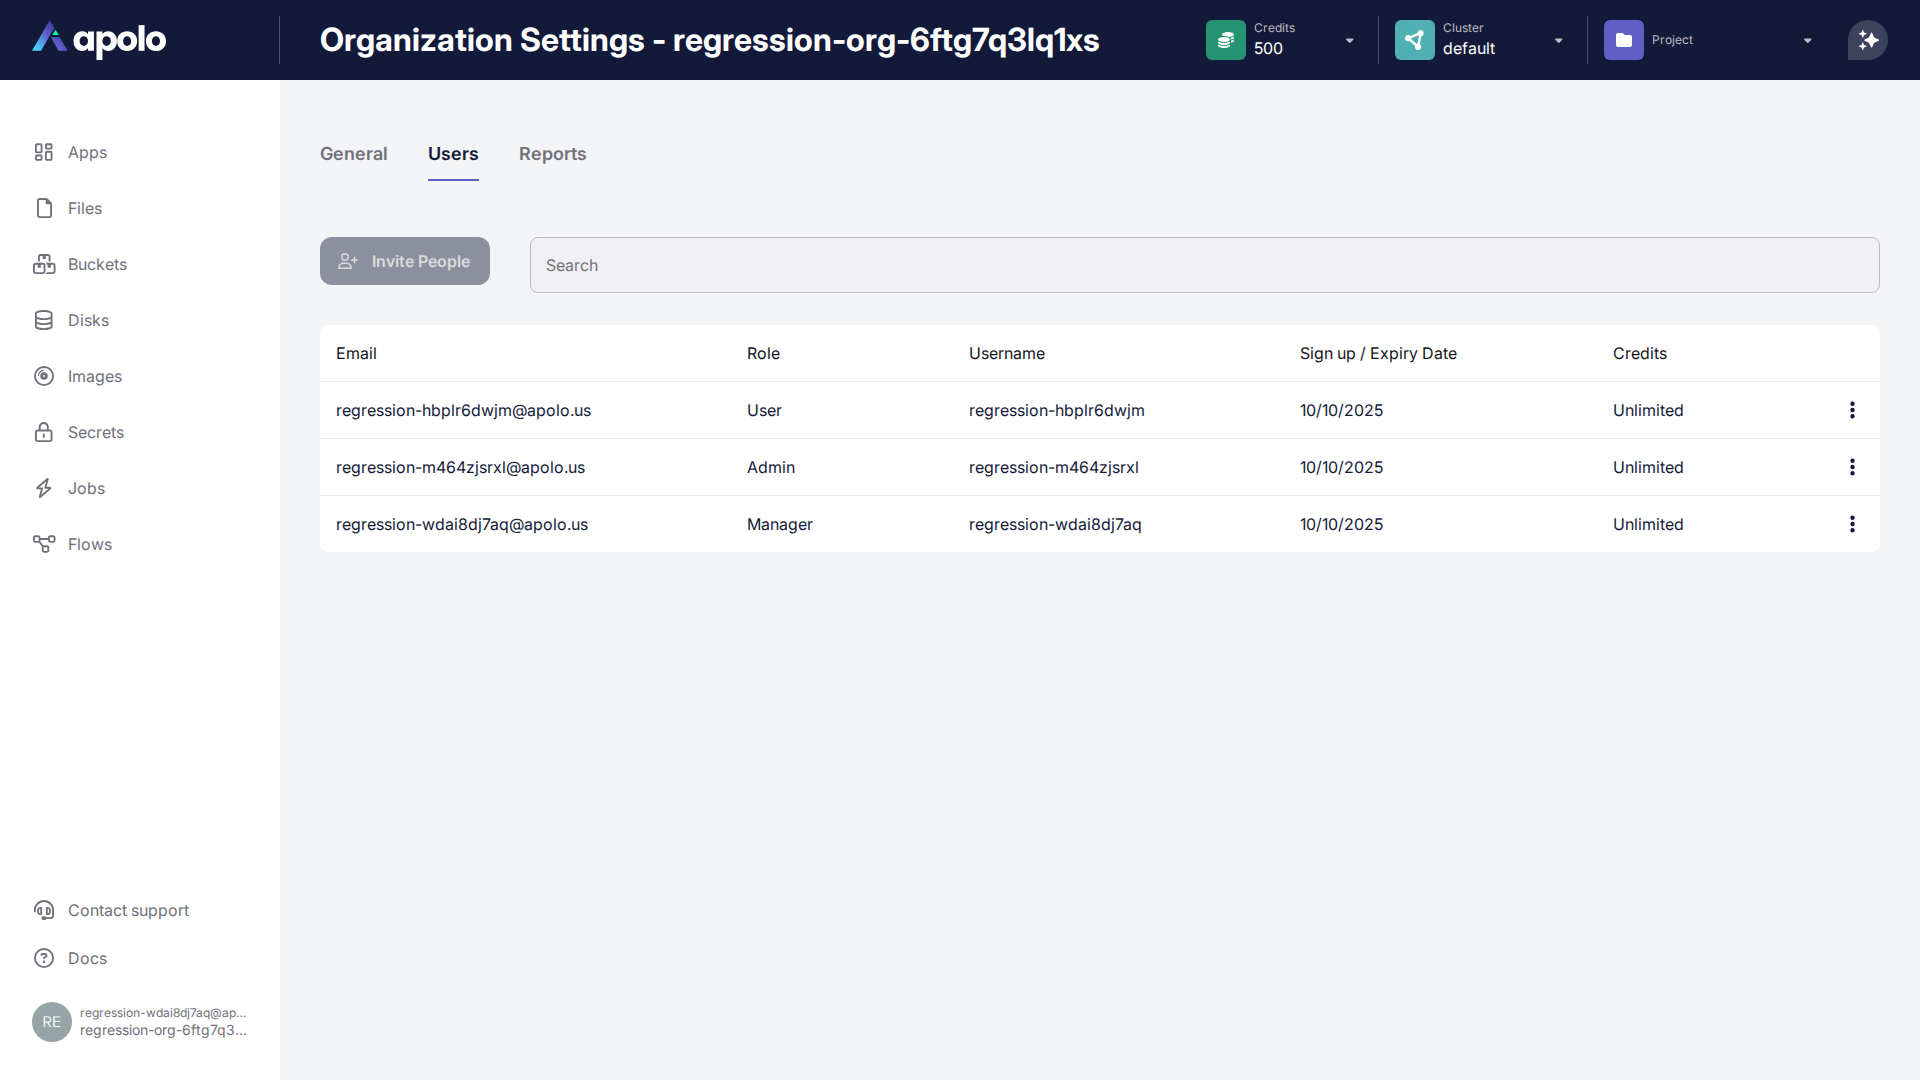 apolo
Organization Settings - regression-org-6ftg7q3lq1xs
Credits
500
Cluster
default
Project
Apps
Files
Buckets
Disks
Images
Secrets
Jobs
Flows
General
Users
Reports
Invite People
Search
Email Role Username Sign up / Expiry Date Credits
regression-hbplr6dwjm@apolo.us User regression-hbplr6dwjm 10/10/2025 Unlimited
regression-m464zjsrxl@apolo.us Admin regression-m464zjsrxl 10/10/2025 Unlimited
regression-wdai8dj7aq@apolo.us Manager regression-wdai8dj7aq 10/10/2025 Unlimited
Contact support
Docs
RE
regression-wdai8dj7aq@ap...
regression-org-6ftg7q3...